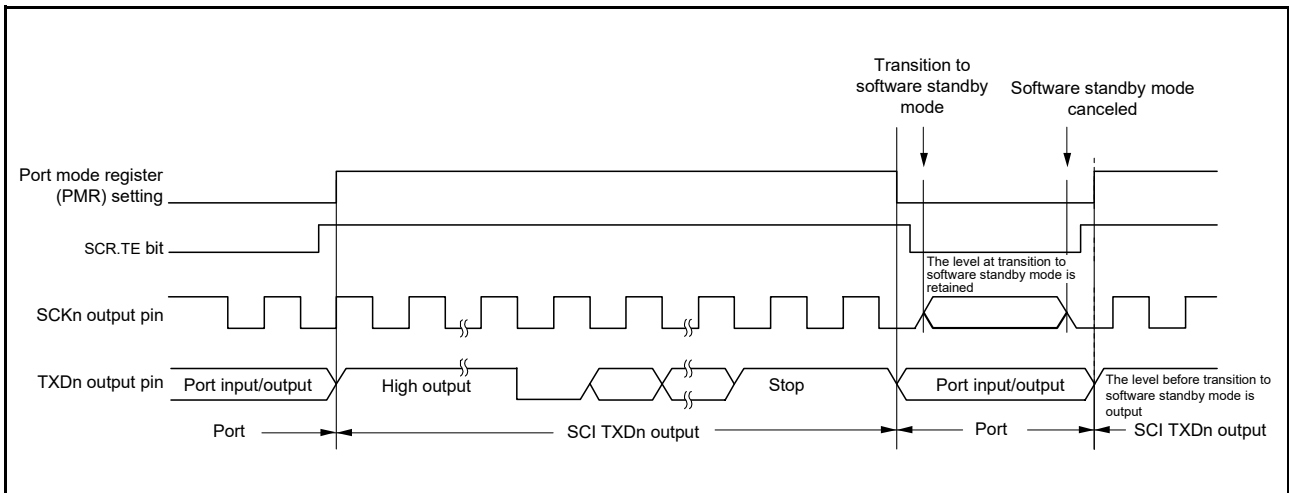 Transition to
software standby
mode
Software standby mode
canceled
Port mode register
(PMR) setting
SCR.TE bit
The level at transition to
software standby mode is
retained
SCKn output pin
TXDn output pin
Port input/output
High output
Stop
Port input/output
The level before transition to
software standby mode is
output
Port
SCI TXDn output
Port
SCI TXDn output